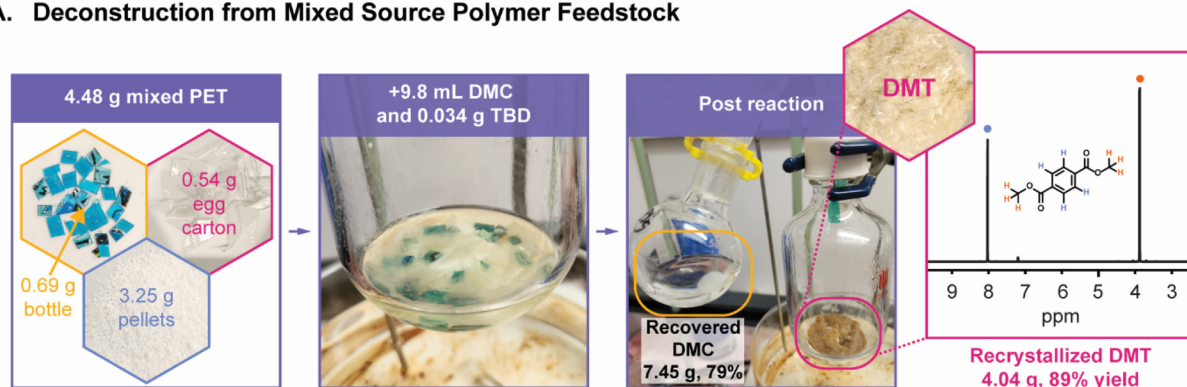 A. Deconstruction from Mixed Source Polymer Feedstock
4.48 g mixed PET
0.54 g
egg
carton
0.69 g
bottle
3.25 g
pellets
+9.8 mL DMC
and 0.034 g TBD
Post reaction
Recovered
DMC
7.45 g, 79%
DMT
H
H
O
H
H
O
H
H
O
O
H
H
H
H
9 8 7 6 5 4 3
ppm
Recrystallized DMT
4.04 g, 89% yield